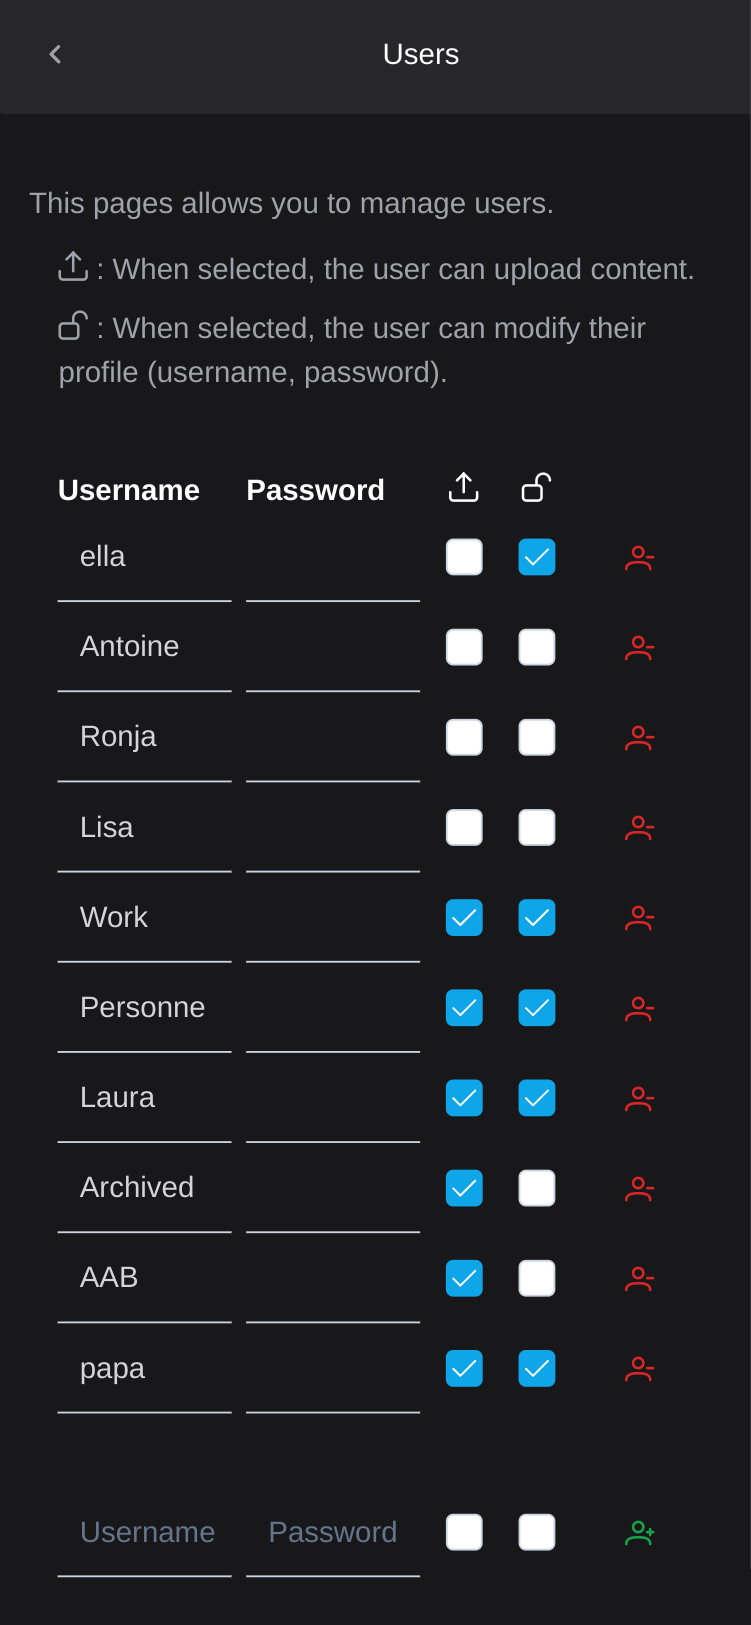 Users
This pages allows you to manage users.
: When selected, the user can upload content.
: When selected, the user can modify their
profile (username, password).
Username Password
ella
Antoine
Ronja
Lisa
Work
Personne
Laura
Archived
AAB
papa
Username Password